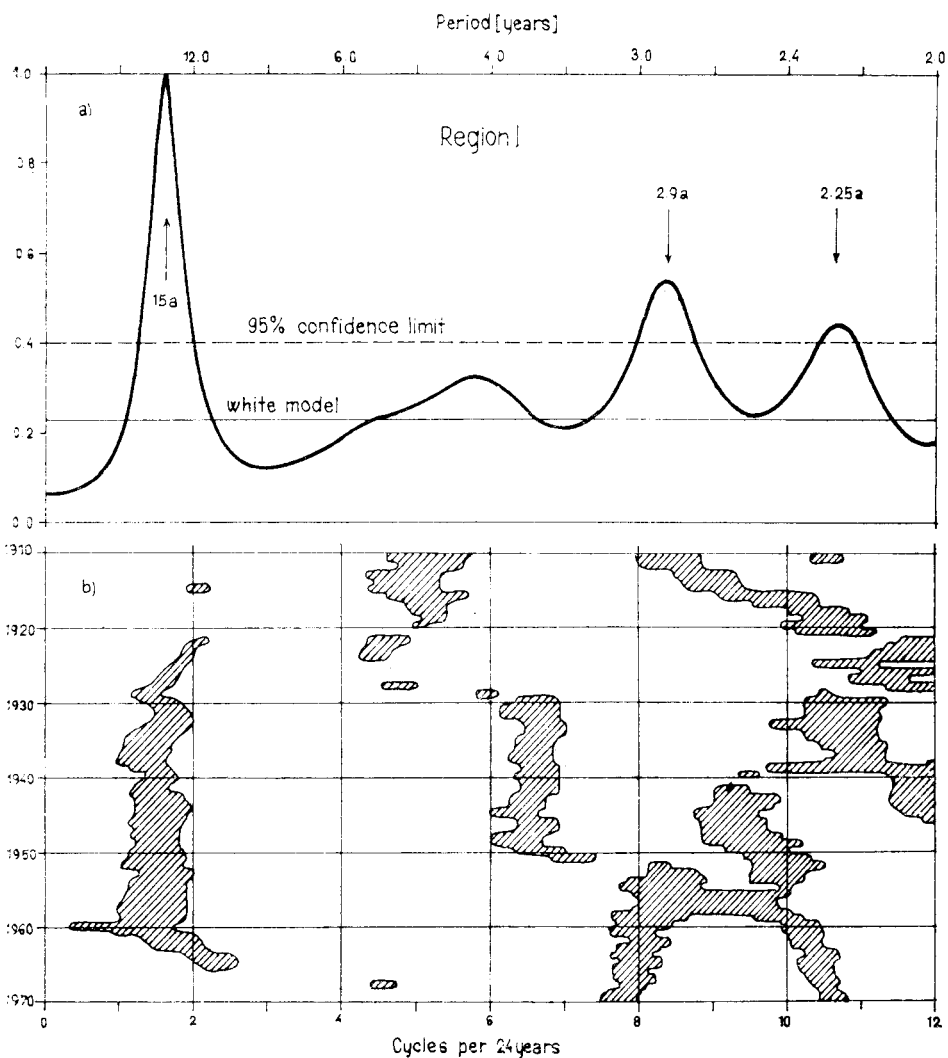 Period [years]
12.0 6.0 4.0 3.0 2.4 2.0
1.0
a)
Region I
0.8
2.9a 2.25a
0.6
15a
95% confidence limit
0.4
white model
0.2
0.0
1910
b)
1920
1930
1940
1950
1960
1970
0 2 4 6 8 10 12
Cycles per 24 years